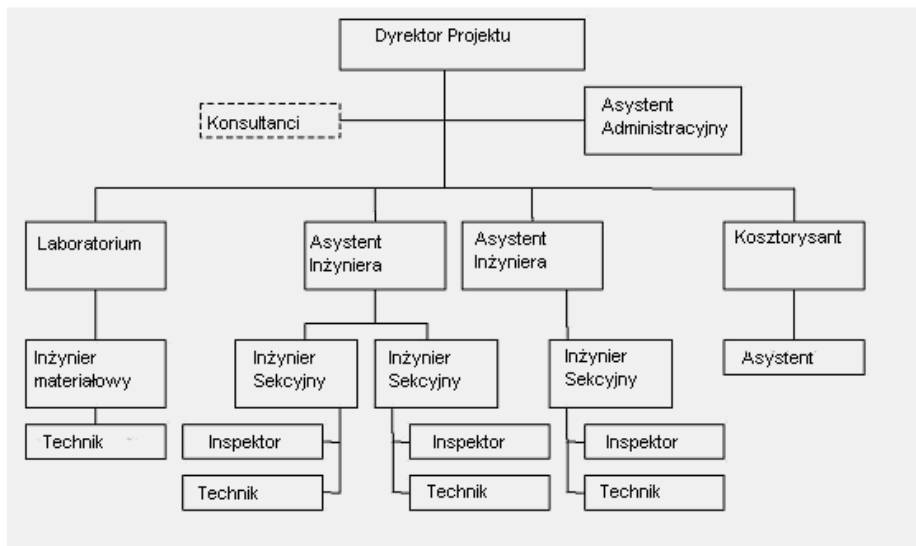 Dyrektor Projektu
Konsultanci
Asystent
Administracyjny
Laboratorium
Asystent
Inżyniera
Asystent
Inżyniera
Kosztorysant
Inżynier
materiałowy
Inżynier
Sekcyjny
Inżynier
Sekcyjny
Inżynier
Sekcyjny
Asystent
Technik
Inspektor
Inspektor
Inspektor
Technik
Technik
Technik